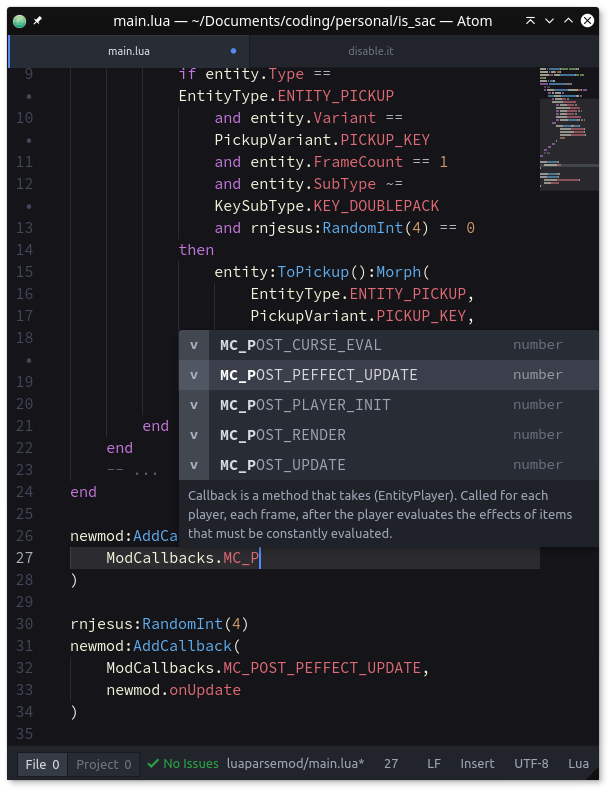 main.lua — ~/Documents/coding/personal/is_sac — Atom
main.lua
disable.it
9 if entity.Type ==
• EntityType.ENTITY_PICKUP
10 and entity.Variant ==
• PickupVariant.PICKUP_KEY
11 and entity.FrameCount == 1
12 and entity.SubType ~=
• KeySubType.KEY_DOUBLEPACK
13 and rnjesus:RandomInt(4) == 0
14 then
15 entity:ToPickup():Morph(
16 EntityType.ENTITY_PICKUP,
17 PickupVariant.PICKUP_KEY,
18
v MC_POST_CURSE_EVAL number
•
v MC_POST_PEFFECT_UPDATE number
19
20
v MC_POST_PLAYER_INIT number
21 end
v MC_POST_RENDER number
22 end
v MC_POST_UPDATE number
23 -- ...
24 end
Callback is a method that takes (EntityPlayer). Called for each
player, each frame, after the player evaluates the effects of items
that must be constantly evaluated.
25
26 newmod:AddCa
27 ModCallbacks.MC_P
28 )
29
30 rnjesus:RandomInt(4)
31 newmod:AddCallback(
32 ModCallbacks.MC_POST_PEFFECT_UPDATE,
33 newmod.onUpdate
34 )
35
File 0 Project 0 No Issues luaparsemod/main.lua* 27 LF Insert UTF-8 Lua